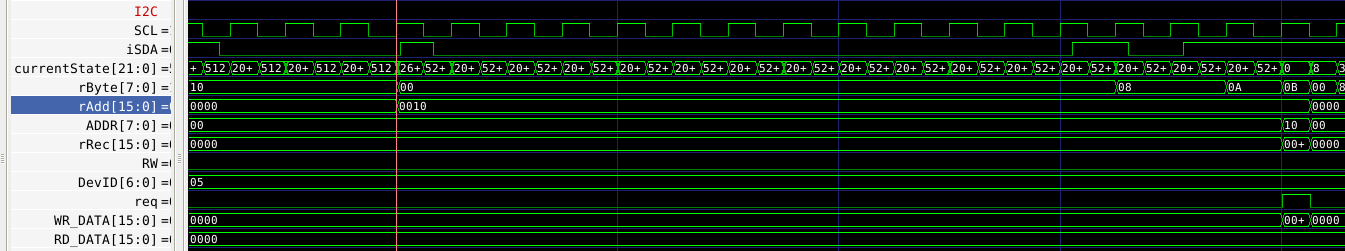 I2C
SCL =
iSDA =
currentState[21:0] = 512 20+ 512 20+ 512 20+ 512 26+ 52+ 20+ 52+ 20+ 52+ 20+ 52+ 20+ 52+ 20+ 52+ 20+ 52+ 20+ 52+ 20+ 52+ 20+ 52+ 20+ 52+ 20+ 52+ 20+ 52+ 20+ 52+ 20+ 52+ 20+ 52+ 20+ 0 8 3
rByte[7:0] = 10 00 08 0A 0B 00 8
rAdd[15:0] = 0000 0010 0000
ADDR[7:0] = 00 10 00
rRec[15:0] = 0000 00+ 0000
RW =
DevID[6:0] = 05
req =
WR_DATA[15:0] = 0000 00+ 0000
RD_DATA[15:0] = 0000